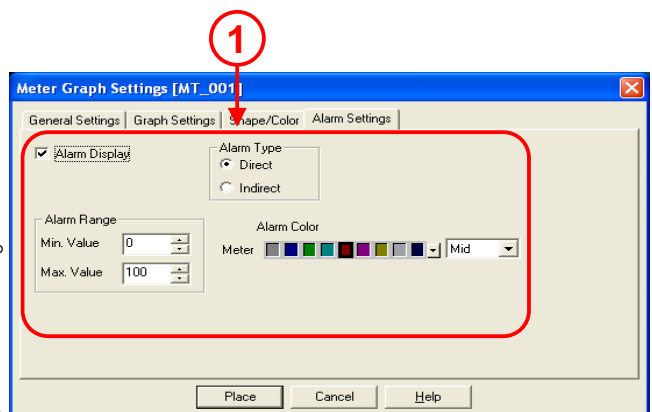 1
Meter Graph Settings [MT_001]
General Settings Graph Settings Shape/Color Alarm Settings
Alarm Display
Alarm Type
Direct
Indirect
Alarm Range
Min. Value 0
Max. Value 100
Alarm Color
Meter Mid
Place Cancel Help